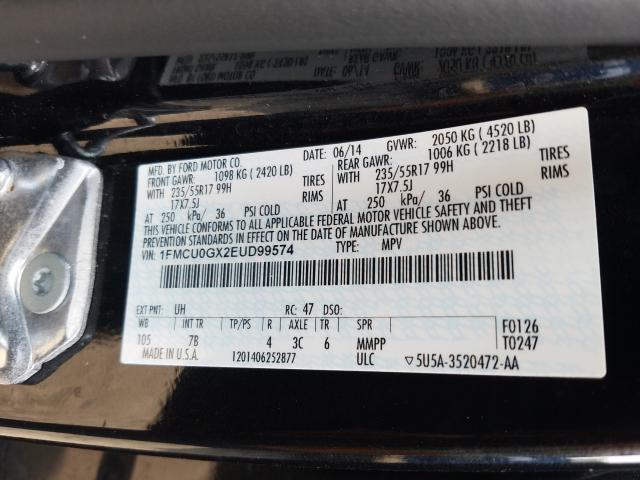 MFD. BY FORD MOTOR CO.
DATE: 06/14 GVWR: 2050 KG ( 4520 LB)
FRONT GAWR: 1098 KG ( 2420 LB) REAR GAWR: 1006 KG ( 2218 LB)
WITH 235/55R17 99H TIRES WITH 235/55R17 99H TIRES
17X7.5J RIMS 17X7.5J RIMS
AT 250 kPa/ 36 PSI COLD AT 250 kPa/ 36 PSI COLD
THIS VEHICLE CONFORMS TO ALL APPLICABLE FEDERAL MOTOR VEHICLE SAFETY AND THEFT
PREVENTION STANDARDS IN EFFECT ON THE DATE OF MANUFACTURE SHOWN ABOVE.
VIN: 1FMCU0GX2EUD99574 TYPE: MPV
EXT PNT: UH RC: 47 DSO:
WB INT TR TP/PS R AXLE TR SPR F0126
105 7B 4 3C 6 MMPP T0247
MADE IN U.S.A. 1201406252877 ULC ▽5U5A-3520472-AA